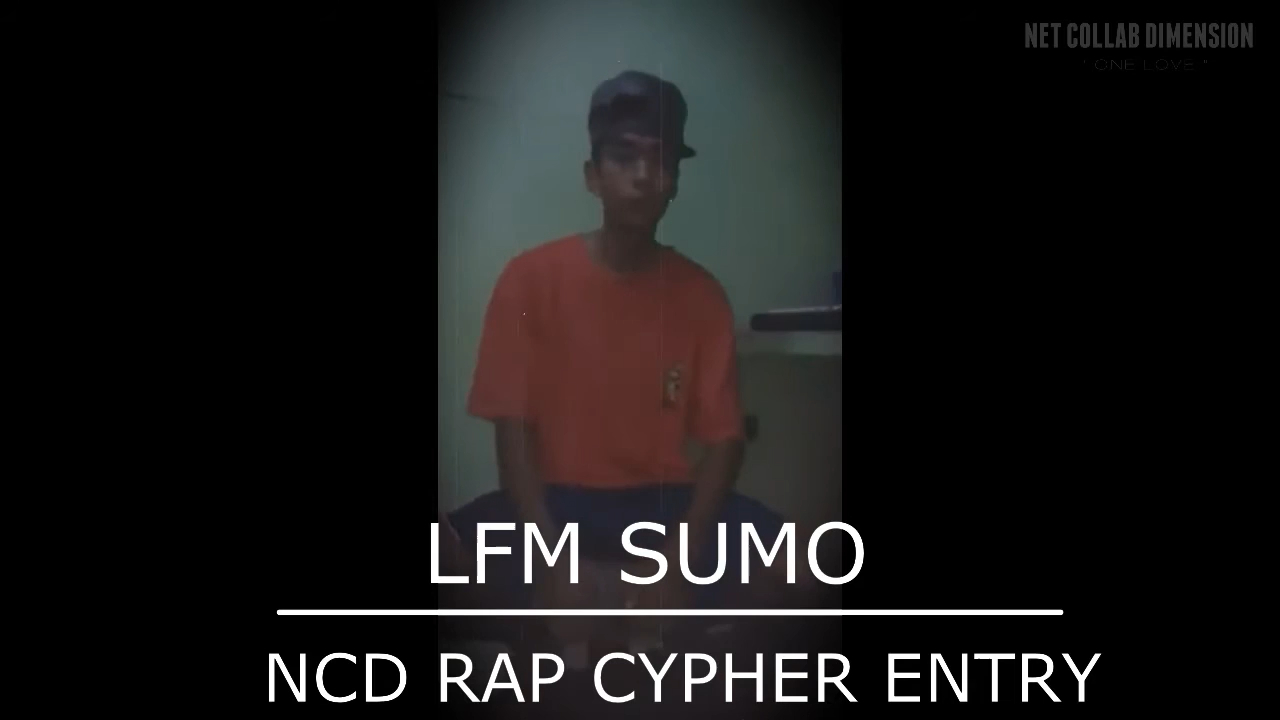 NET COLLAB DIMENSION
" ONE LOVE "
LFM SUMO
NCD RAP CYPHER ENTRY